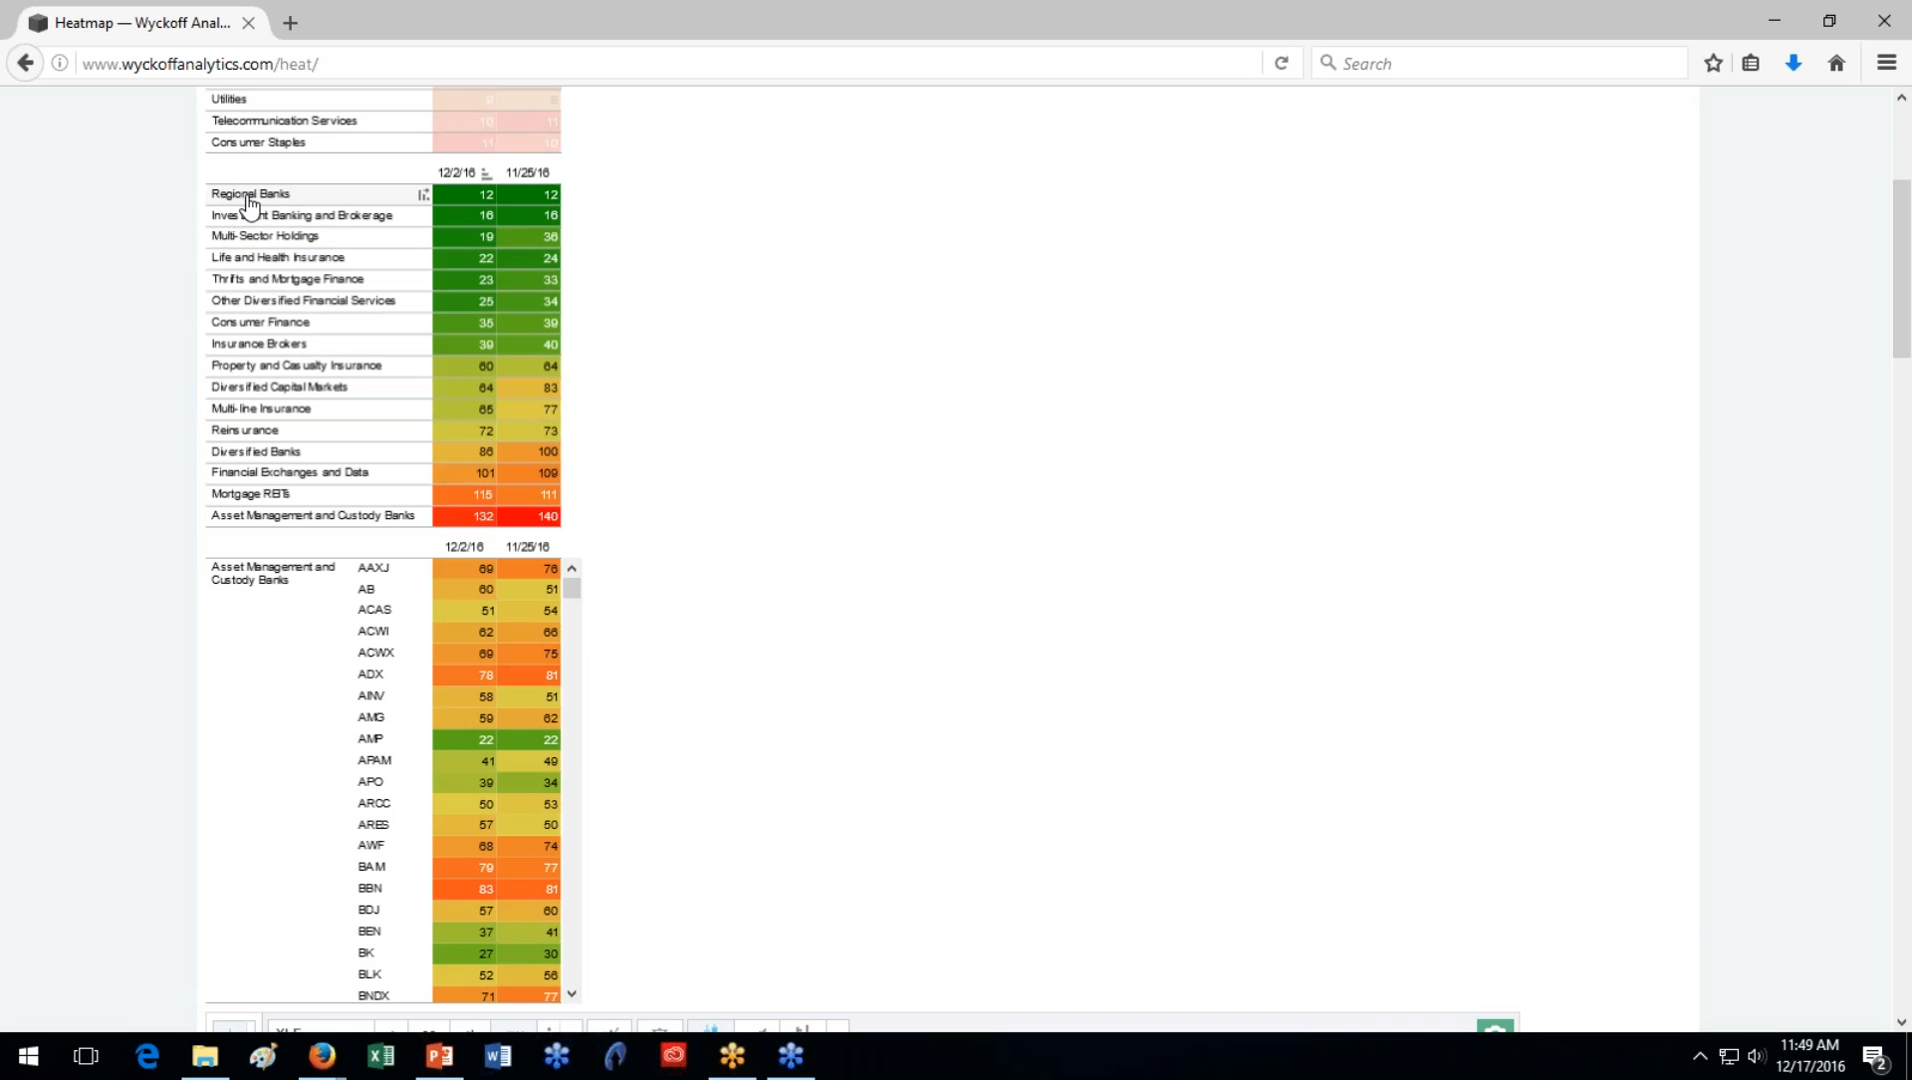 Heatmap — Wyckoff Anal...
www.wyckoffanalytics.com/heat/
Search
Utilities 9 8
Telecommunication Services 10 11
Consumer Staples 11 10
12/2/16 11/25/16
Regional Banks 12 12
Investment Banking and Brokerage 16 16
Multi-Sector Holdings 19 36
Life and Health Insurance 22 24
Thrifts and Mortgage Finance 23 33
Other Diversified Financial Services 25 34
Consumer Finance 35 39
Insurance Brokers 39 40
Property and Casualty Insurance 60 64
Diversified Capital Markets 64 83
Multi-line Insurance 65 77
Reinsurance 72 73
Diversified Banks 86 100
Financial Exchanges and Data 101 109
Mortgage REITs 115 111
Asset Management and Custody Banks 132 140
12/2/16 11/25/16
Asset Management and AAXJ 69 76
Custody Banks
AB 60 51
ACAS 51 54
ACWI 62 66
ACWX 69 75
ADX 78 81
AINV 58 51
AMG 59 62
AMP 22 22
APAM 41 49
APO 39 34
ARCC 50 53
ARES 57 50
AWF 68 74
BAM 79 77
BBN 83 81
BDJ 57 60
BEN 37 41
BK 27 30
BLK 52 56
BNDX 71 77
11:49 AM
12/17/2016
2